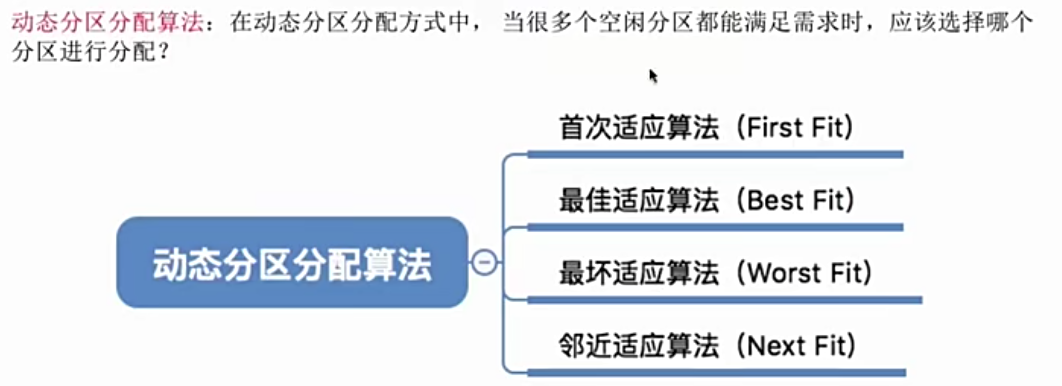 动态分区分配算法：在动态分区分配方式中， 当很多个空闲分区都能满足需求时，应该选择哪个
分区进行分配？
首次适应算法（First Fit）
最佳适应算法（Best Fit）
动态分区分配算法
最坏适应算法（Worst Fit）
邻近适应算法（Next Fit）